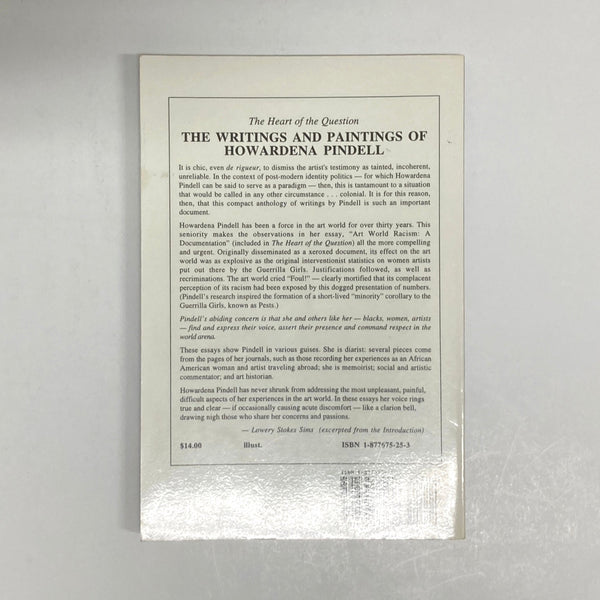 The Heart of the Question
THE WRITINGS AND PAINTINGS OF
HOWARDENA PINDELL
It is chic, even de rigueur, to dismiss the artist's testimony as tainted, incoherent,
unreliable. In the context of post-modern identity politics — for which Howardena
Pindell can be said to serve as a paradigm — then, this is tantamount to a situation
that would be called in any other circumstance . . . colonial. It is for this reason,
then, that this compact anthology of writings by Pindell is such an important
document.
Howardena Pindell has been a force in the art world for over thirty years. This
seniority makes the observations in her essay, "Art World Racism: A
Documentation" (included in The Heart of the Question) all the more compelling
and urgent. Originally disseminated as a xeroxed document, its effect on the art
world was as explosive as the original interventionist statistics on women artists
put out there by the Guerrilla Girls. Justifications followed, as well as
recriminations. The art world cried "Foul!" — clearly mortified that its complacent
perception of its racism had been exposed by this dogged presentation of numbers.
(Pindell's research inspired the formation of a short-lived "minority" corollary to the
Guerrilla Girls, known as Pests.)
Pindell's abiding concern is that she and others like her — blacks, women, artists
— find and express their voice, assert their presence and command respect in the
world arena.
These essays show Pindell in various guises. She is diarist; several pieces come
from the pages of her journals, such as those recording her experiences as an African
American woman and artist traveling abroad; she is memoirist; social and artistic
commentator; and art historian.
Howardena Pindell has never shrunk from addressing the most unpleasant, painful,
difficult aspects of her experiences in the art world. In these essays her voice rings
true and clear — if occasionally causing acute discomfort — like a clarion bell,
drawing nigh those who share her concerns and passions.
— Lowery Stokes Sims (excerpted from the Introduction)
$14.00 illust. ISBN 1-877675-25-3